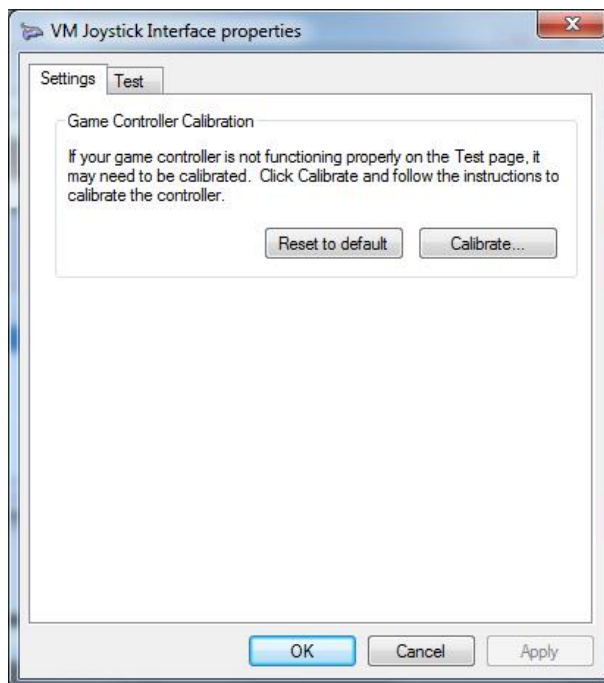 VM Joystick Interface properties
Settings
Test
Game Controller Calibration
If your game controller is not functioning properly on the Test page, it
may need to be calibrated.  Click Calibrate and follow the instructions to
calibrate the controller.
Reset to default
Calibrate...
OK
Cancel
Apply